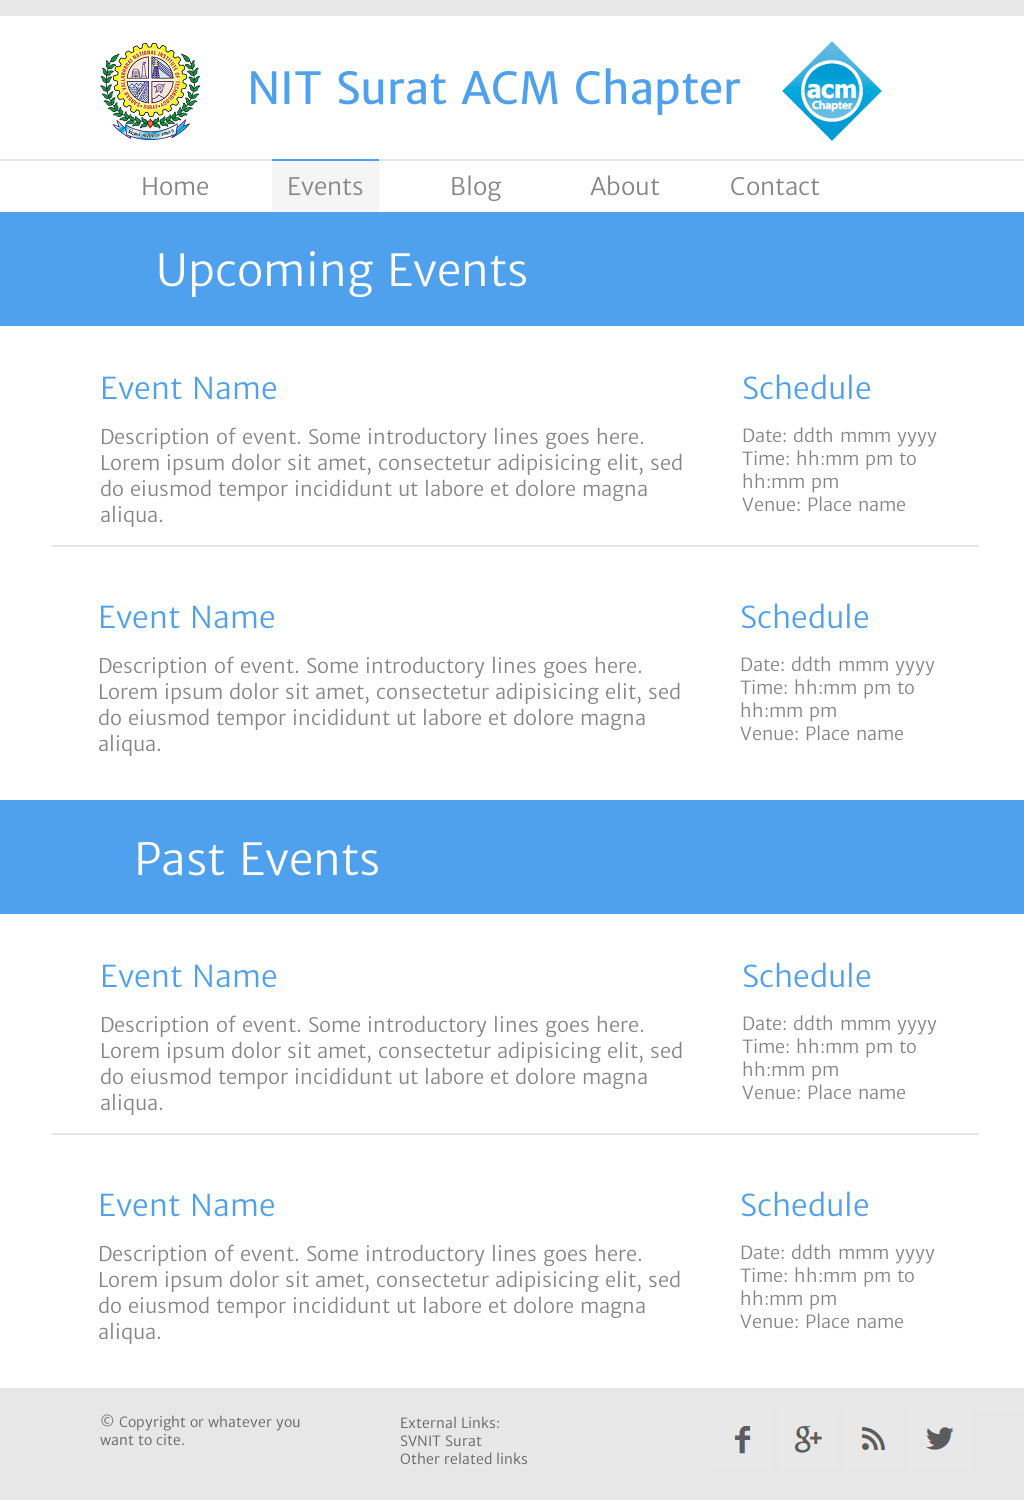 NIT Surat ACM Chapter
acm
Chapter
Home Events Blog About Contact
Upcoming Events
Event Name
Description of event. Some introductory lines goes here.
Lorem ipsum dolor sit amet, consectetur adipisicing elit, sed
do eiusmod tempor incididunt ut labore et dolore magna
aliqua.
Schedule
Date: ddth mmm yyyy
Time: hh:mm pm to
hh:mm pm
Venue: Place name
Event Name
Description of event. Some introductory lines goes here.
Lorem ipsum dolor sit amet, consectetur adipisicing elit, sed
do eiusmod tempor incididunt ut labore et dolore magna
aliqua.
Schedule
Date: ddth mmm yyyy
Time: hh:mm pm to
hh:mm pm
Venue: Place name
Past Events
Event Name
Description of event. Some introductory lines goes here.
Lorem ipsum dolor sit amet, consectetur adipisicing elit, sed
do eiusmod tempor incididunt ut labore et dolore magna
aliqua.
Schedule
Date: ddth mmm yyyy
Time: hh:mm pm to
hh:mm pm
Venue: Place name
Event Name
Description of event. Some introductory lines goes here.
Lorem ipsum dolor sit amet, consectetur adipisicing elit, sed
do eiusmod tempor incididunt ut labore et dolore magna
aliqua.
Schedule
Date: ddth mmm yyyy
Time: hh:mm pm to
hh:mm pm
Venue: Place name
© Copyright or whatever you
want to cite.
External Links:
SVNIT Surat
Other related links